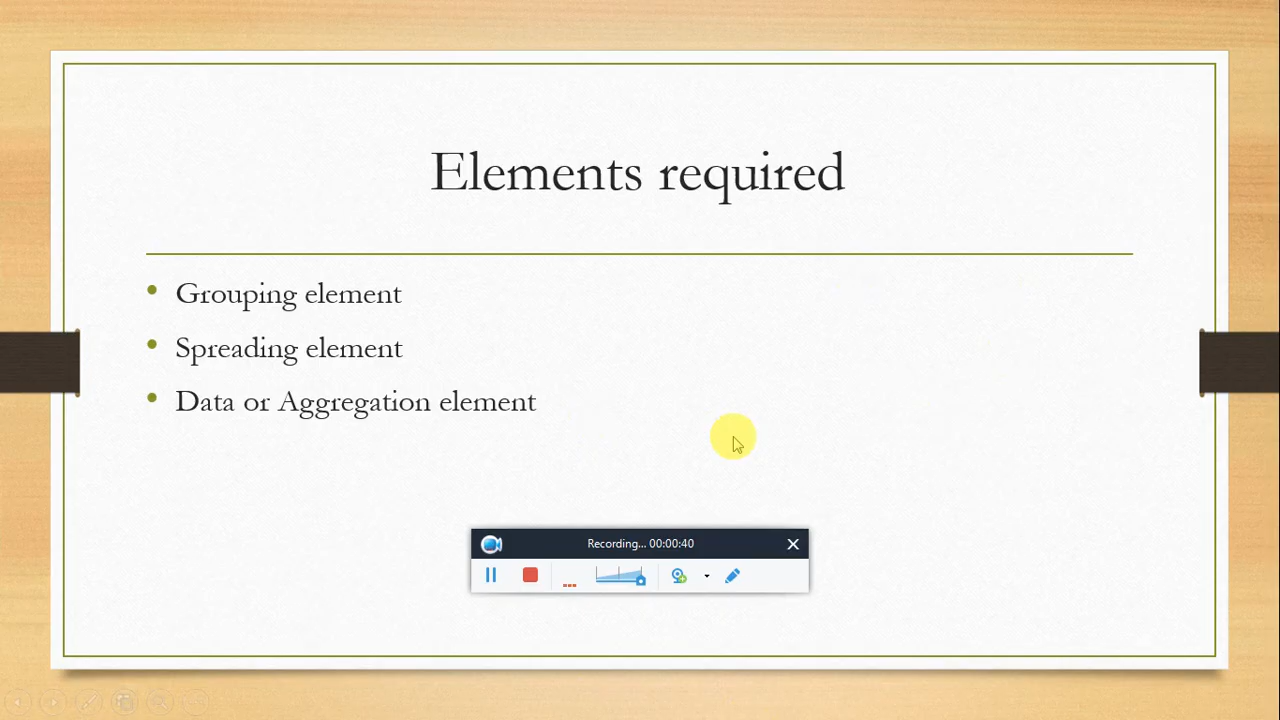 Elements required
• Grouping element
• Spreading element
• Data or Aggregation element
Recording... 00:00:40